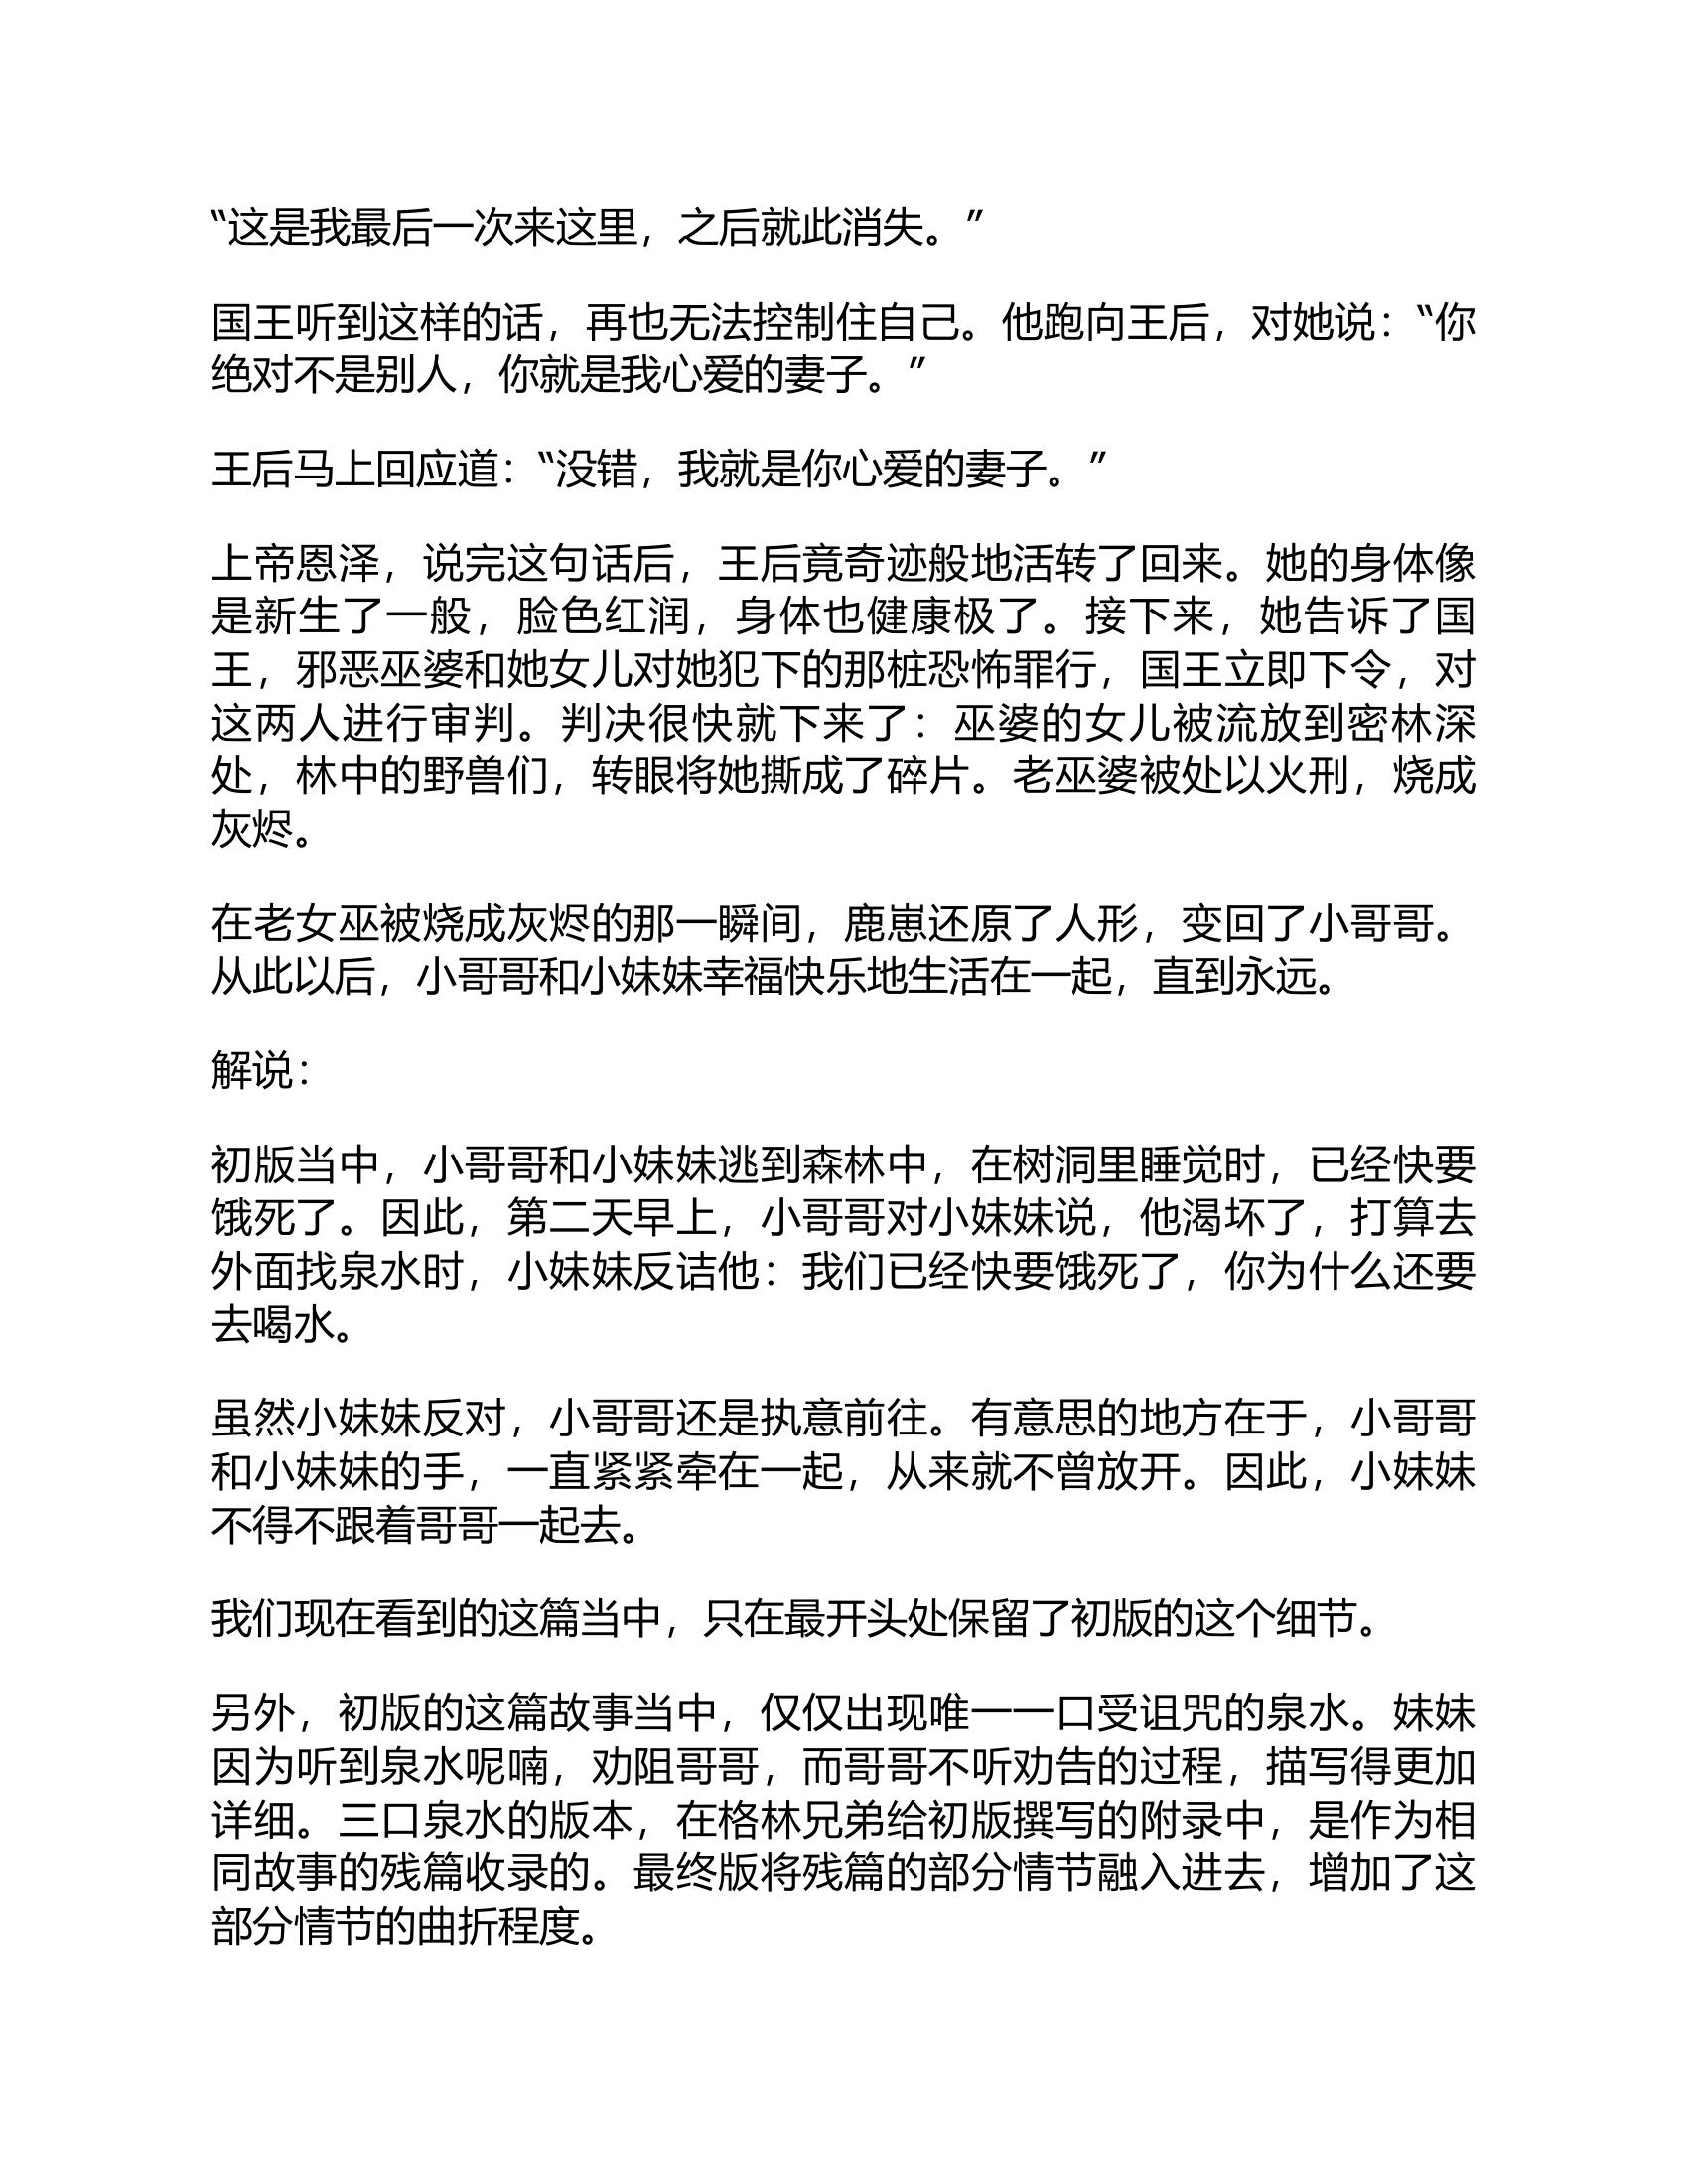 “这是我最后一次来这里，之后就此消失。”
国王听到这样的话，再也无法控制住自己。他跑向王后，对她说：“你
绝对不是别人，你就是我心爱的妻子。”
王后马上回应道：“没错，我就是你心爱的妻子。”
上帝恩泽，说完这句话后，王后竟奇迹般地活转了回来。她的身体像
是新生了一般，脸色红润，身体也健康极了。接下来，她告诉了国
王，邪恶巫婆和她女儿对她犯下的那桩恐怖罪行，国王立即下令，对
这两人进行审判。判决很快就下来了：巫婆的女儿被流放到密林深
处，林中的野兽们，转眼将她撕成了碎片。老巫婆被处以火刑，烧成
灰烬。
在老女巫被烧成灰烬的那一瞬间，鹿崽还原了人形，变回了小哥哥。
从此以后，小哥哥和小妹妹幸福快乐地生活在一起，直到永远。
解说：
初版当中，小哥哥和小妹妹逃到森林中，在树洞里睡觉时，已经快要
饿死了。因此，第二天早上，小哥哥对小妹妹说，他渴坏了，打算去
外面找泉水时，小妹妹反诘他：我们已经快要饿死了，你为什么还要
去喝水。
虽然小妹妹反对，小哥哥还是执意前往。有意思的地方在于，小哥哥
和小妹妹的手，一直紧紧牵在一起，从来就不曾放开。因此，小妹妹
不得不跟着哥哥一起去。
我们现在看到的这篇当中，只在最开头处保留了初版的这个细节。
另外，初版的这篇故事当中，仅仅出现唯一一口受诅咒的泉水。妹妹
因为听到泉水呢喃，劝阻哥哥，而哥哥不听劝告的过程，描写得更加
详细。三口泉水的版本，在格林兄弟给初版撰写的附录中，是作为相
同故事的残篇收录的。最终版将残篇的部分情节融入进去，增加了这
部分情节的曲折程度。